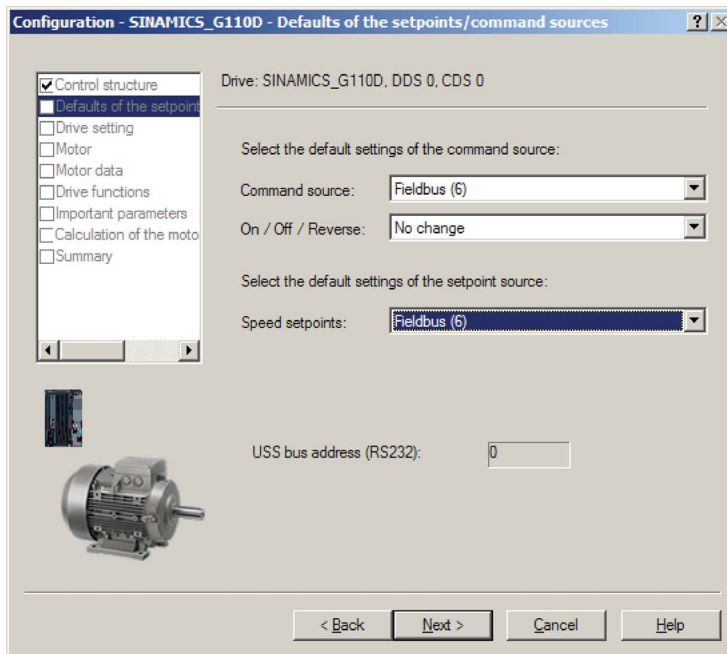 Configuration - SINAMICS_G110D - Defaults of the setpoints/command sources
Control structure
Defaults of the setpoint
Drive setting
Motor
Motor data
Drive functions
Important parameters
Calculation of the moto
Summary
Drive: SINAMICS_G110D, DDS 0, CDS 0
Select the default settings of the command source:
Command source: Fieldbus (6)
On / Off / Reverse: No change
Select the default settings of the setpoint source:
Speed setpoints: Fieldbus (6)
USS bus address (RS232): 0
< Back Next > Cancel Help